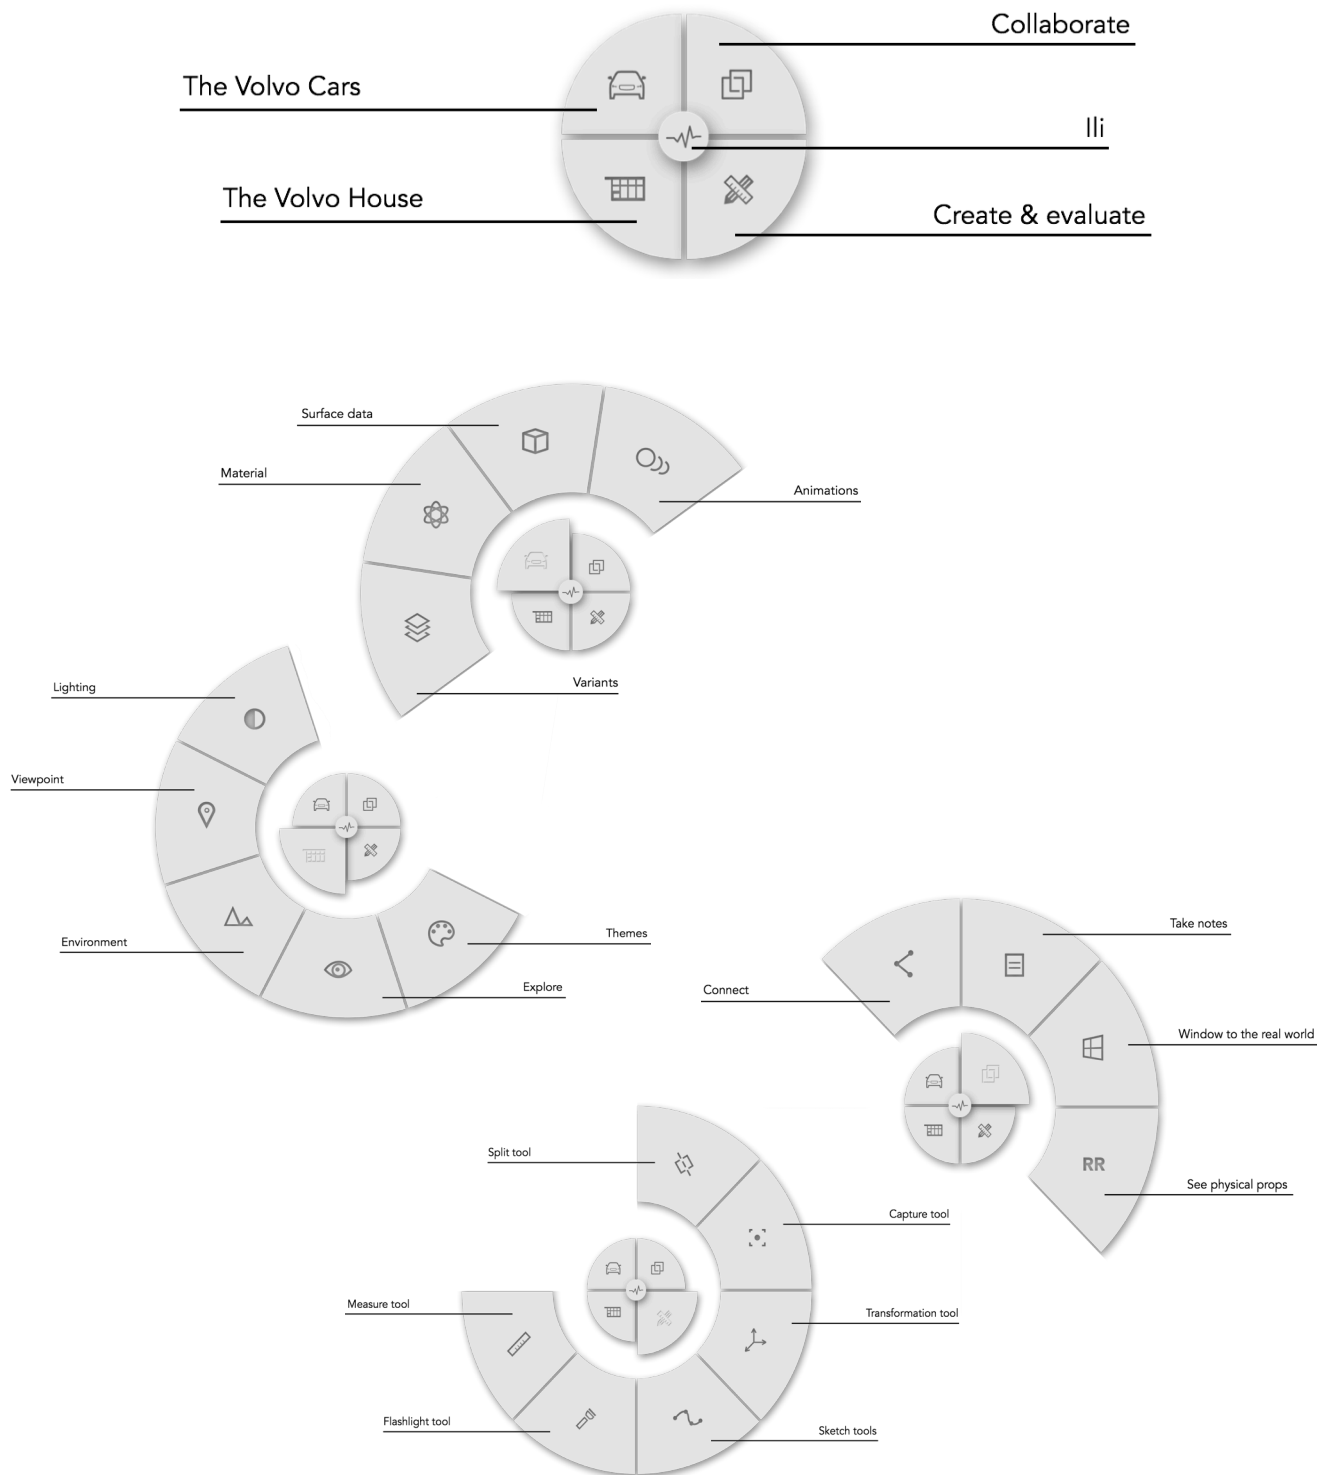 Collaborate
The Volvo Cars
Ili
The Volvo House
Create & evaluate
Surface data
Material
Animations
Variants
Lighting
Viewpoint
Environment
Themes
Explore
Take notes
Connect
Window to the real world
RR
See physical props
Split tool
Capture tool
Measure tool
Transformation tool
Flashlight tool
Sketch tools